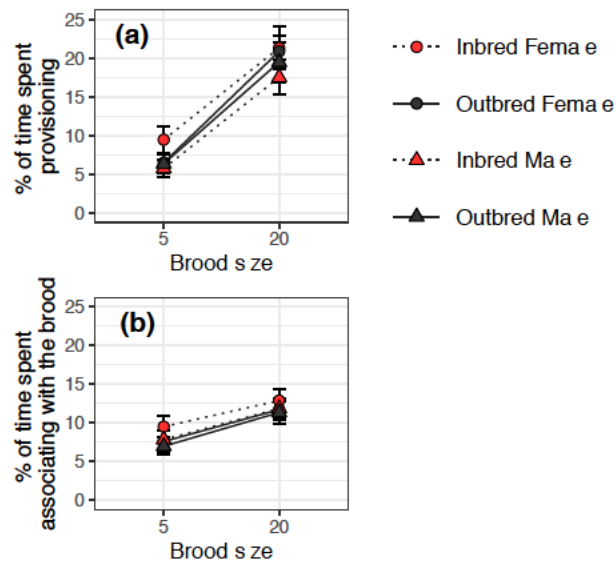 25
20
15
10
5
0
(a)
% of time spent
provisioning
5 20
Brood s ze
Inbred Fema e
Outbred Fema e
Inbred Ma e
Outbred Ma e
25
20
15
10
5
0
(b)
% of time spent
associating with the brood
5 20
Brood s ze